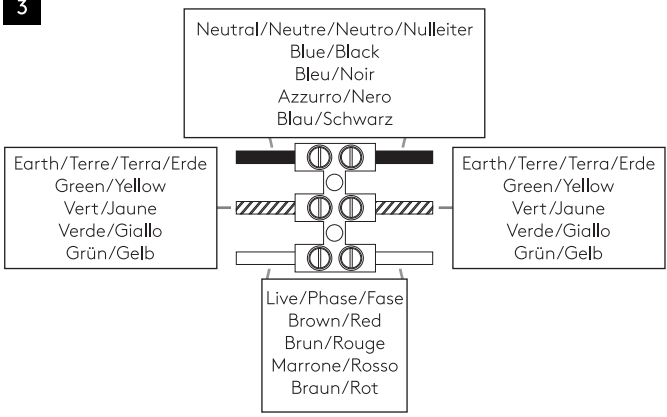 3
Neutral/Neutre/Neutro/Nulleiter
Blue/Black
Bleu/Noir
Azzurro/Nero
Blau/Schwarz
Earth/Terre/Terra/Erde
Green/Yellow
Vert/Jaune
Verde/Giallo
Grün/Gelb
Earth/Terre/Terra/Erde
Green/Yellow
Vert/Jaune
Verde/Giallo
Grün/Gelb
Live/Phase/Fase
Brown/Red
Brun/Rouge
Marrone/Rosso
Braun/Rot